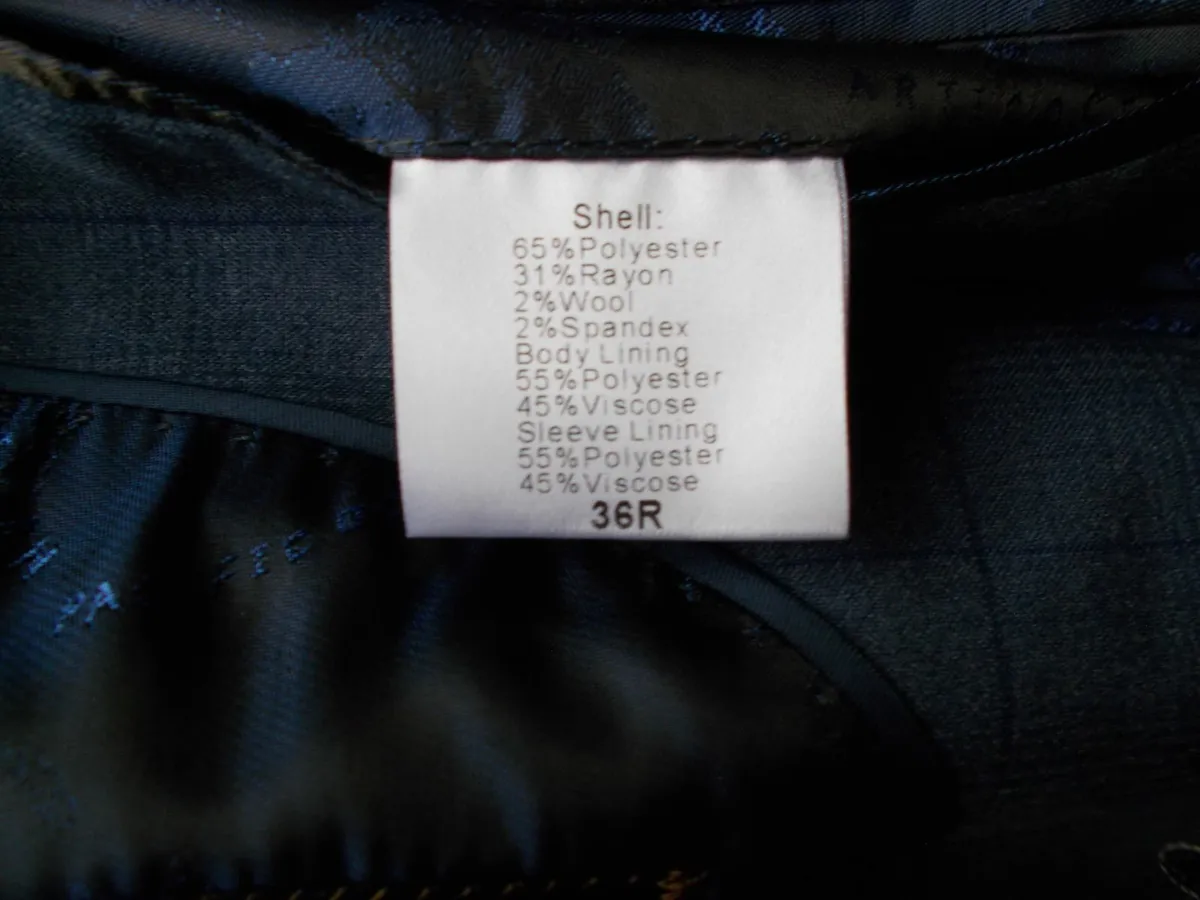 Shell:
65%Polyester
31%Rayon
2%Wool
2%Spandex
Body Lining
55%Polyester
45%Viscose
Sleeve Lining
55%Polyester
45%Viscose
36R